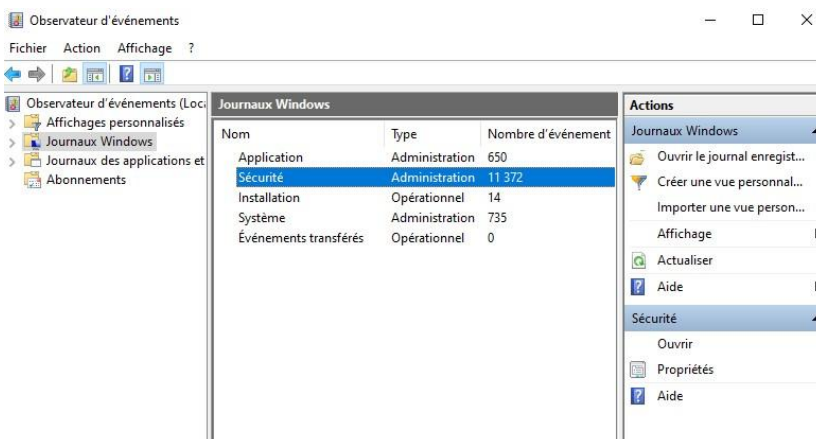 Observateur d'événements
Fichier Action Affichage ?
Observateur d'événements (Loca
Affichages personnalisés
Journaux Windows
Journaux des applications et
Abonnements
Journaux Windows
Nom Type Nombre d'événement
Application Administration 650
Sécurité Administration 11 372
Installation Opérationnel 14
Système Administration 735
Événements transférés Opérationnel 0
Actions
Journaux Windows
Ouvrir le journal enregist...
Créer une vue personnal...
Importer une vue person...
Affichage
Actualiser
Aide
Sécurité
Ouvrir
Propriétés
Aide